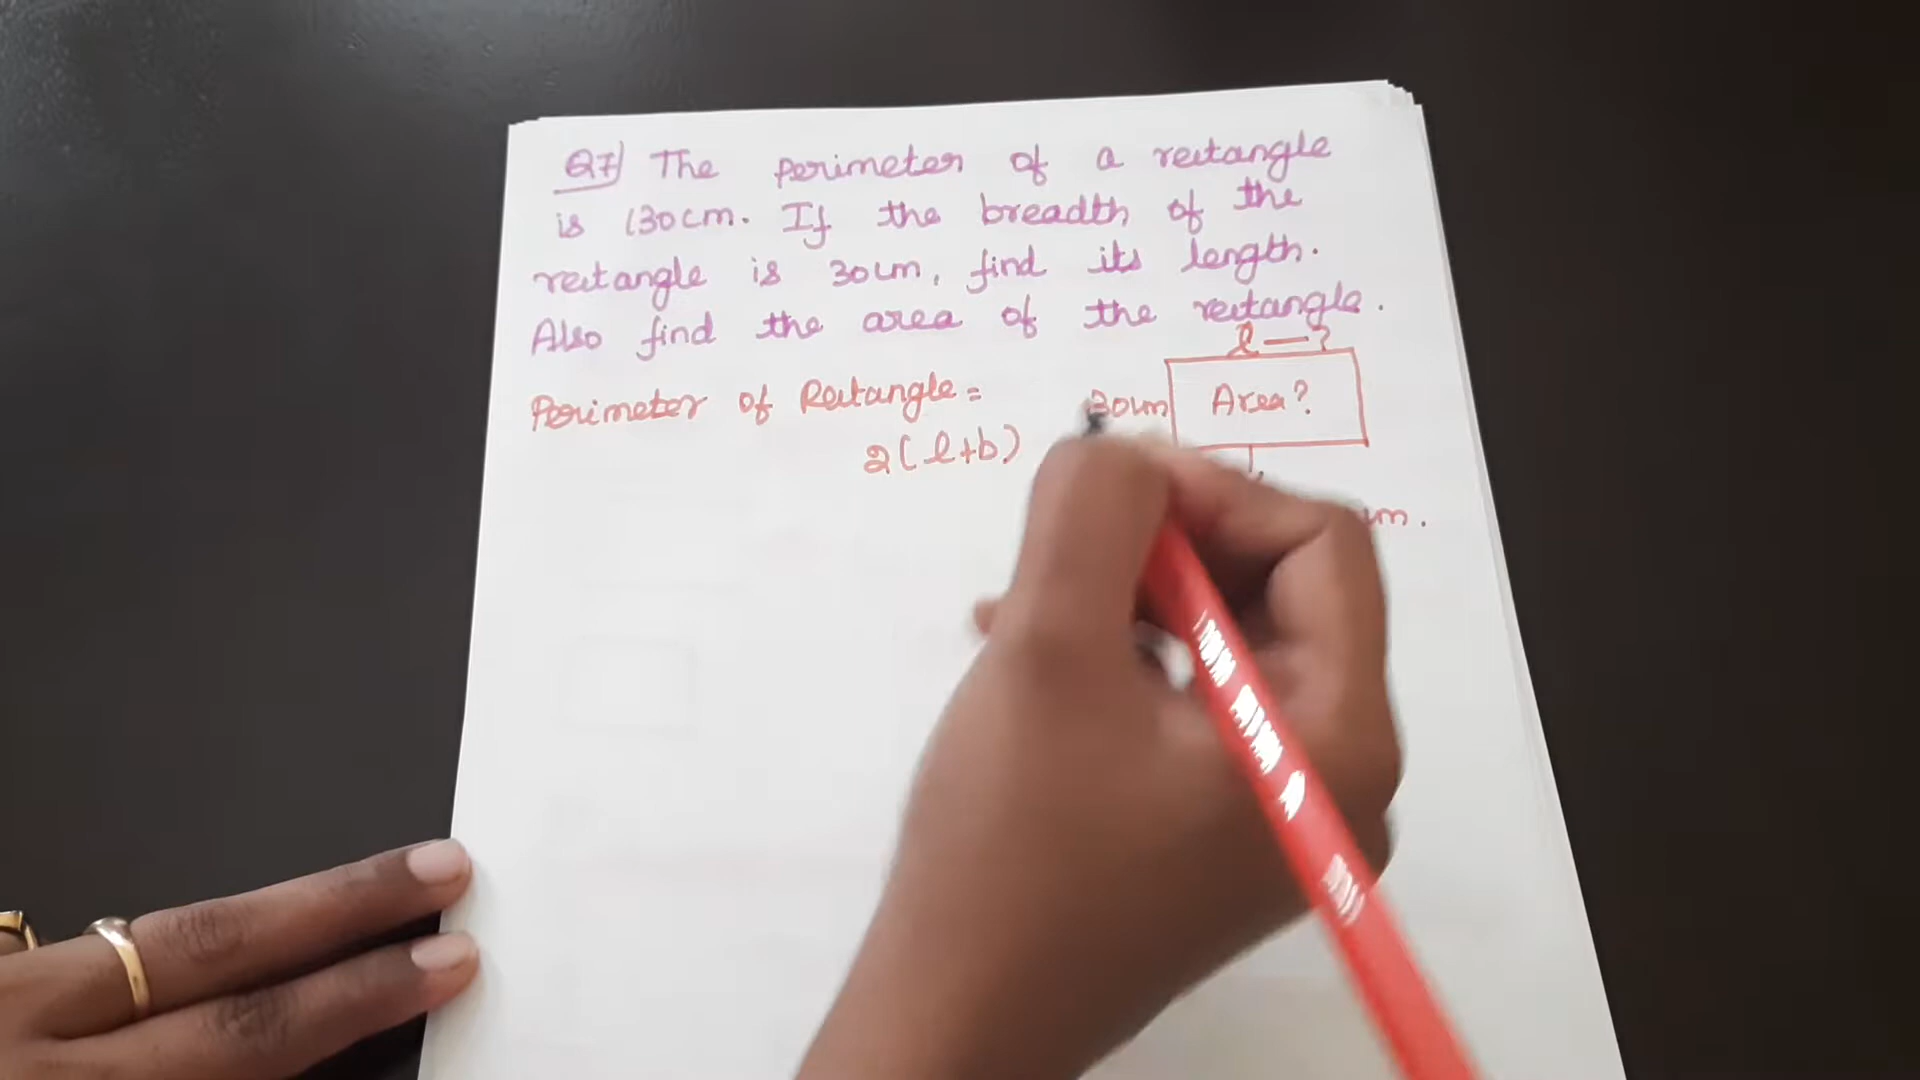 Q7) The perimeter of a rectangle
is 130cm. If the breadth of the
rectangle is 30cm, find its length.
Also find the area of the rectangle.
l — ?
Perimeter of Rectangle =
30cm
Area?
2(l+b)
cm.